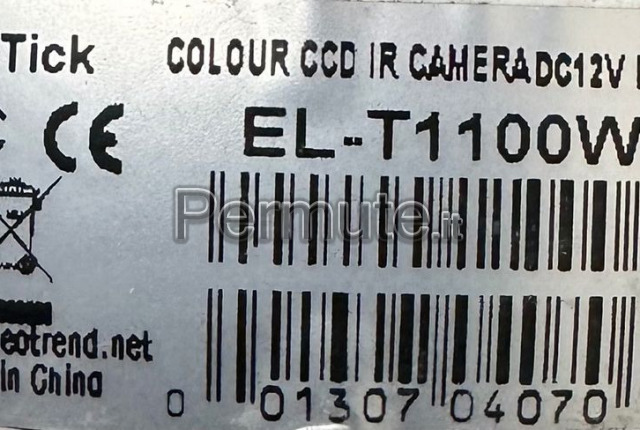 Tick
COLOUR CCD IR CAMERA DC12V
CE
EL-T1100W
Permute.it
eotrend.net
in China
0 01307 04070